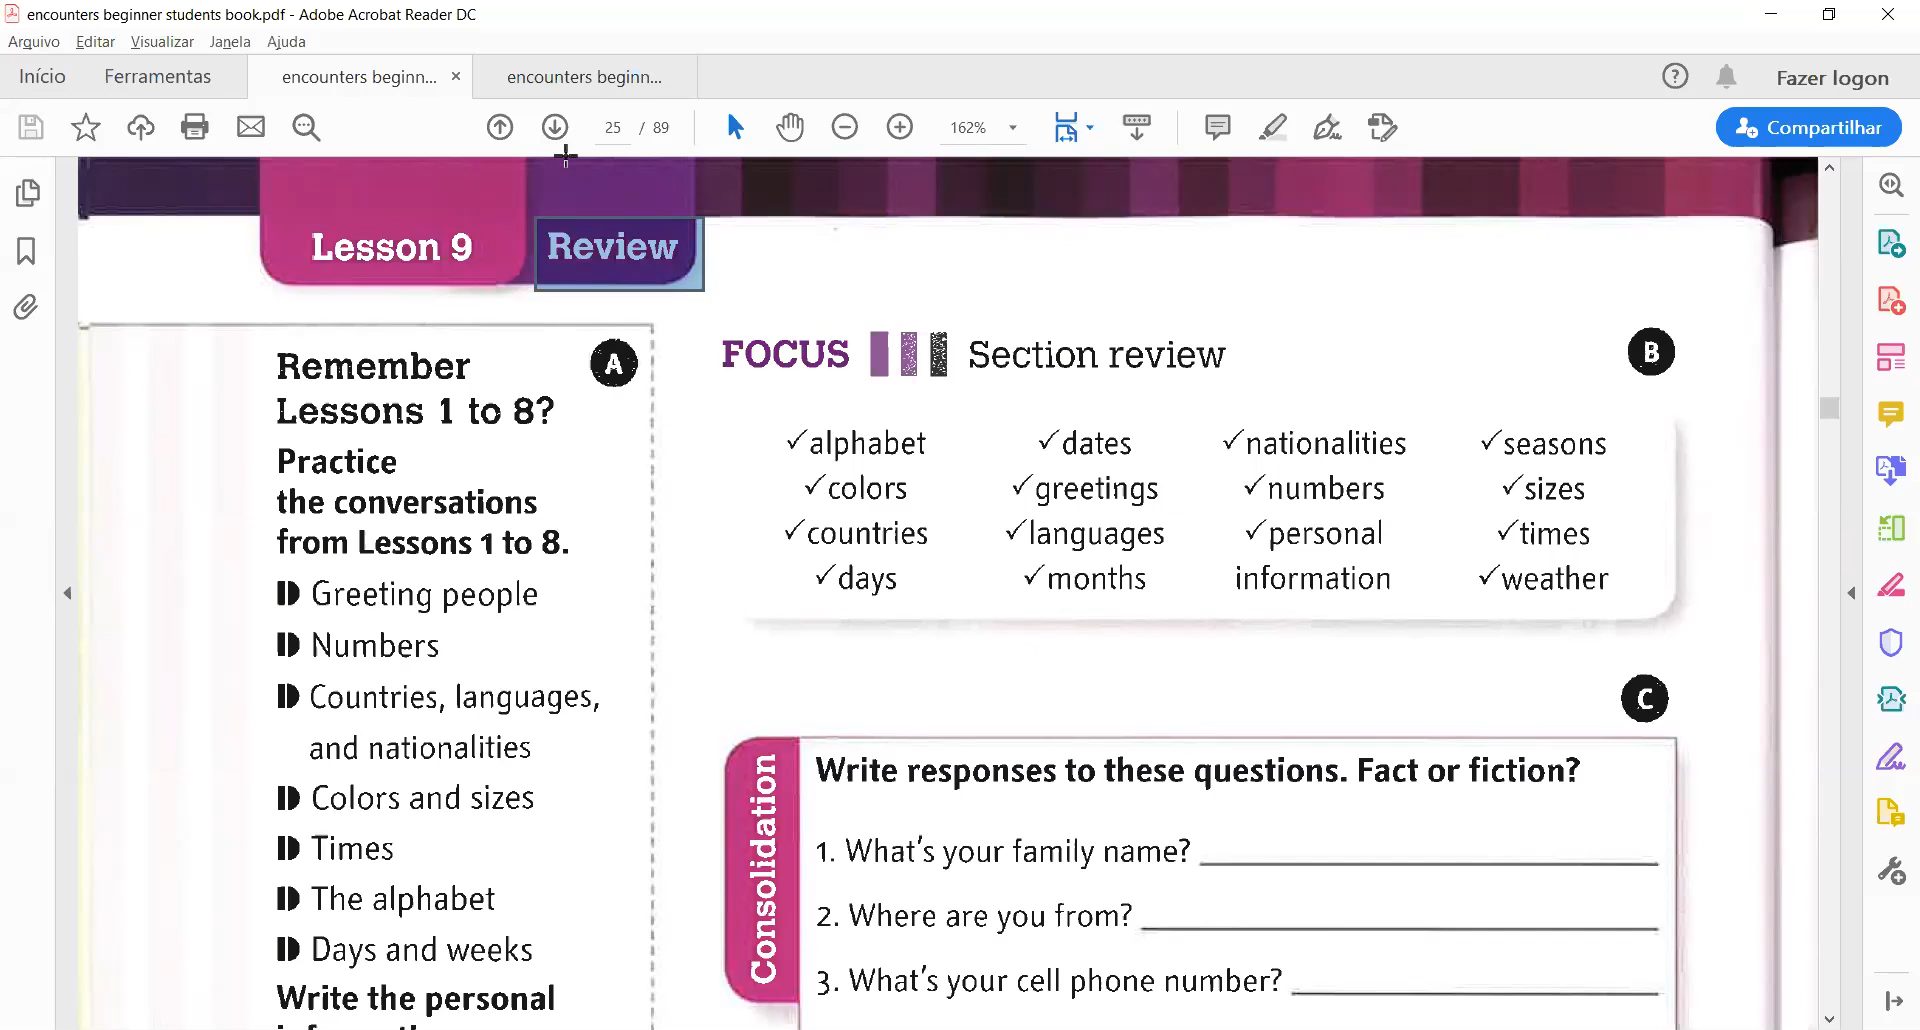 encounters beginner students book.pdf - Adobe Acrobat Reader DC
Arquivo Editar Visualizar Janela Ajuda
Início Ferramentas encounters beginn... × encounters beginn... Fazer logon
25 / 89 162% Compartilhar
Lesson 9 Review
Remember A
Lessons 1 to 8?
Practice
the conversations
from Lessons 1 to 8.
Greeting people
Numbers
Countries, languages,
and nationalities
Colors and sizes
Times
The alphabet
Days and weeks
Write the personal
FOCUS Section review B
✓alphabet ✓dates ✓nationalities ✓seasons
✓colors ✓greetings ✓numbers ✓sizes
✓countries ✓languages ✓personal ✓times
✓days ✓months information ✓weather
C
Consolidation
Write responses to these questions. Fact or fiction?
1. What's your family name?
2. Where are you from?
3. What's your cell phone number?